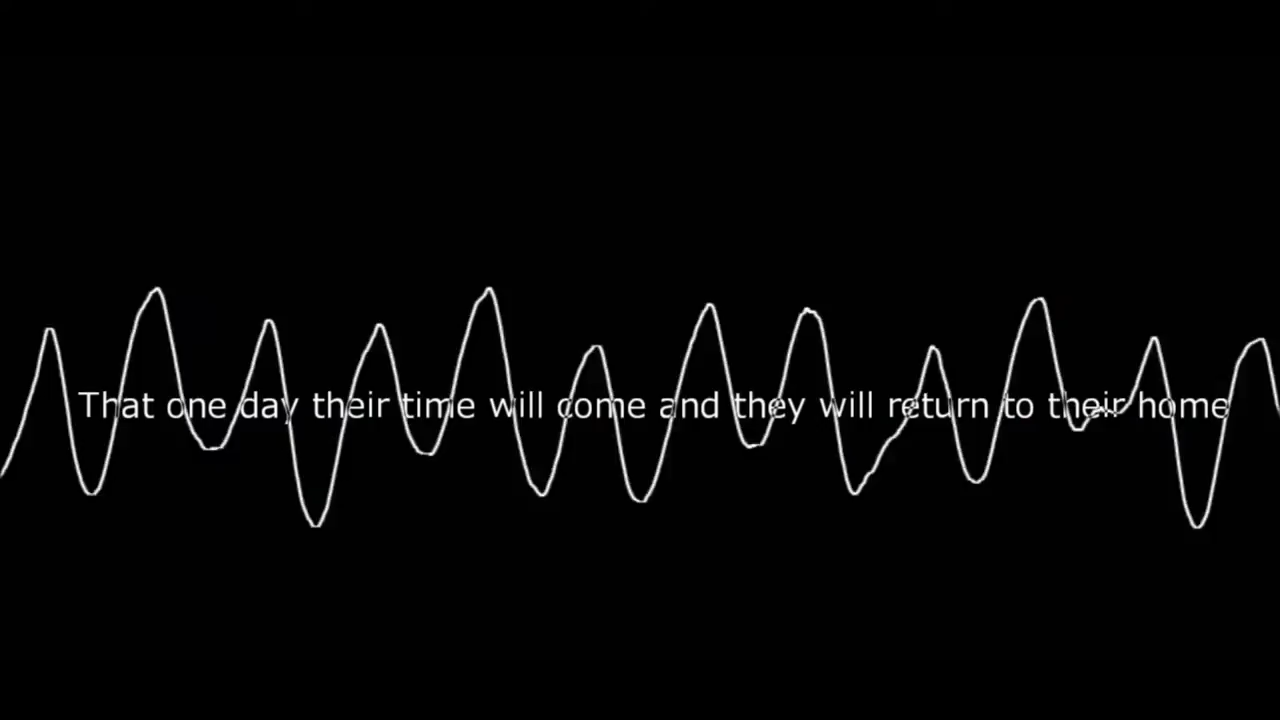 That one day their time will come and they will return to their home